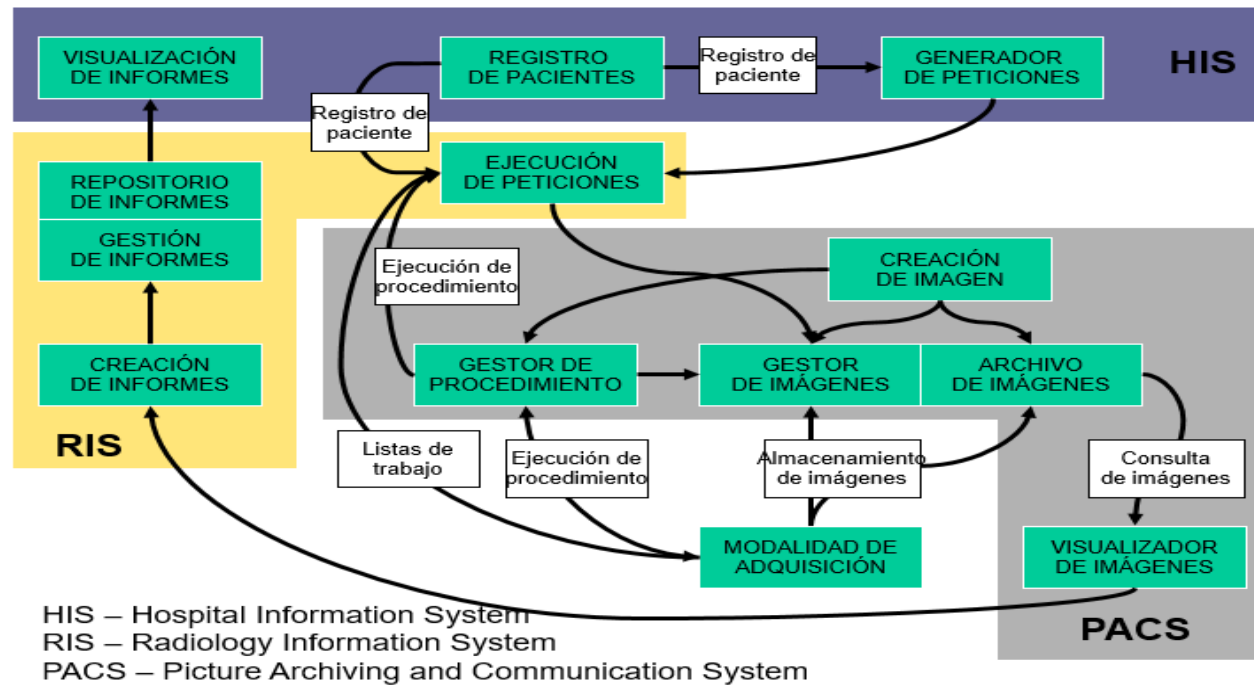 VISUALIZACIÓN
DE INFORMES
REGISTRO
DE PACIENTES
Registro de
paciente
GENERADOR
DE PETICIONES
HIS
Registro de
paciente
EJECUCIÓN
DE PETICIONES
REPOSITORIO
DE INFORMES
GESTIÓN
DE INFORMES
Ejecución de
procedimiento
CREACIÓN
DE IMAGEN
CREACIÓN
DE INFORMES
GESTOR DE
PROCEDIMIENTO
GESTOR
DE IMÁGENES
ARCHIVO
DE IMÁGENES
RIS
Listas de
trabajo
Ejecución de
procedimiento
Almacenamiento
de imágenes
Consulta
de imágenes
MODALIDAD DE
ADQUISICIÓN
VISUALIZADOR
DE IMÁGENES
PACS
HIS – Hospital Information System
RIS – Radiology Information System
PACS – Picture Archiving and Communication System